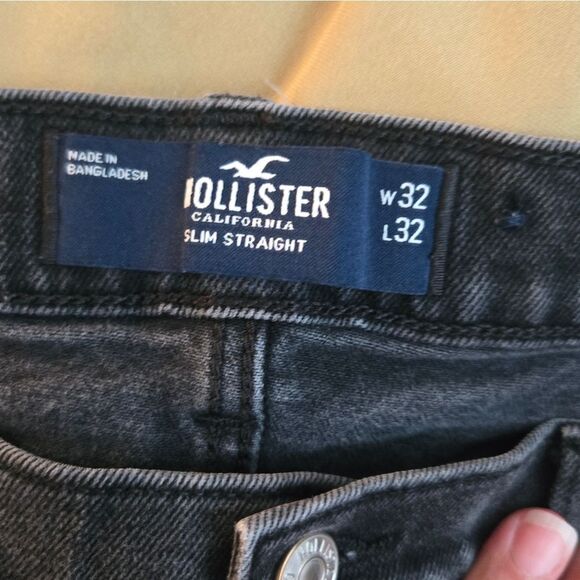 MADE IN
BANGLADESH
HOLLISTER
CALIFORNIA
SLIM STRAIGHT
W32
L32